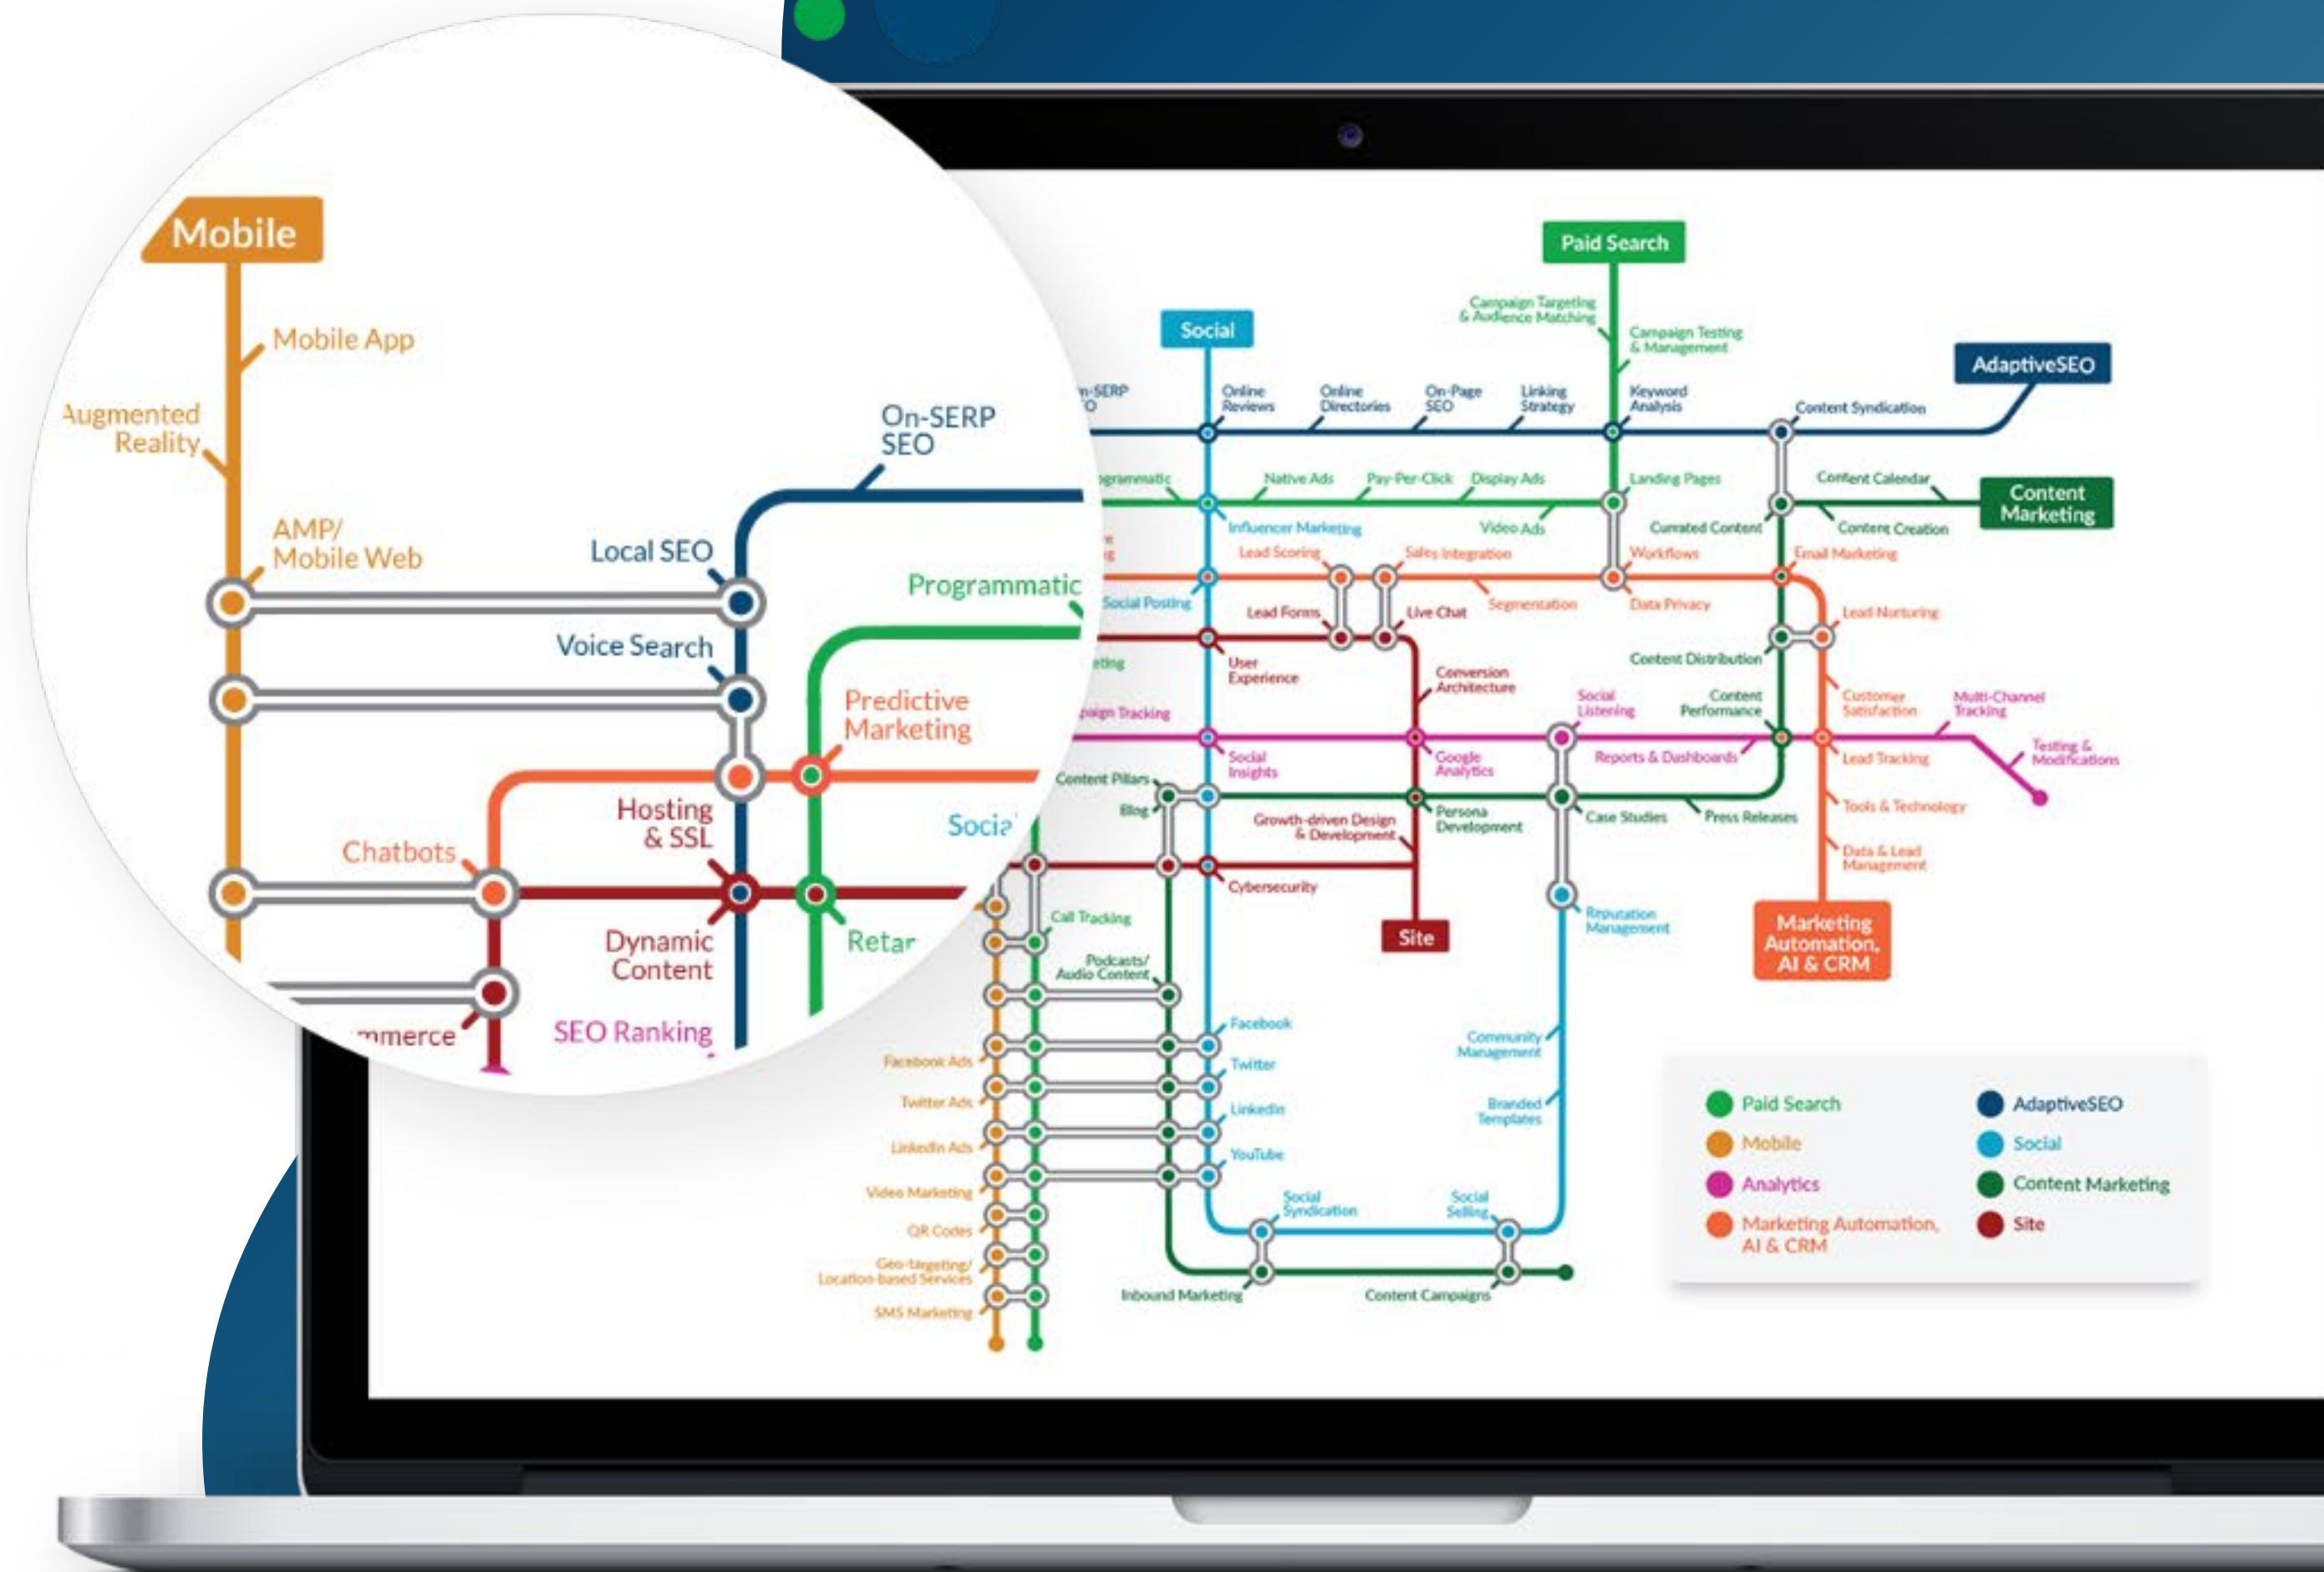 Mobile
Mobile App
Augmented
Reality
AMP/
Mobile Web
Local SEO
On-SERP
SEO
Voice Search
Programmatic
Predictive
Marketing
Hosting
& SSL
Chatbots
Dynamic
Content
SEO Ranking
Paid Search
Campaign Targeting
& Audience Matching
Campaign Testing
& Management
Social
AdaptiveSEO
Online
Reviews
Online
Directories
On-Page
SEO
Linking
Strategy
Keyword
Analysis
Content Syndication
Native Ads
Pay-Per-Click
Display Ads
Landing Pages
Content Calendar
Content
Marketing
Influencer Marketing
Video Ads
Currated Content
Content Creation
Lead Scoring
Sales Integration
Workflows
Email Marketing
Social Posting
Lead Forms
Live Chat
Segmentation
Data Privacy
Lead Nurturing
User
Experience
Conversion
Architecture
Content Distribution
Social
Listening
Content
Performance
Customer
Satisfaction
Multi-Channel
Tracking
Tracking
Social
Insights
Google
Analytics
Reports & Dashboards
Lead Tracking
Testing &
Modifications
Content Pillars
Blog
Growth-driven Design
& Development
Persona
Development
Case Studies
Press Releases
Tools & Technology
Data & Lead
Management
Cybersecurity
Call Tracking
Site
Reputation
Management
Marketing
Automation,
AI & CRM
Podcasts/
Audio Content
Facebook
Facebook Ads
Twitter
Twitter Ads
LinkedIn
LinkedIn Ads
YouTube
Video Marketing
Community
Management
Branded
Templates
Social
Syndication
Social
Selling
QR Codes
Geo-targeting/
Location-based Services
SMS Marketing
Inbound Marketing
Content Campaigns
Paid Search
Mobile
Analytics
Marketing Automation,
AI & CRM
AdaptiveSEO
Social
Content Marketing
Site